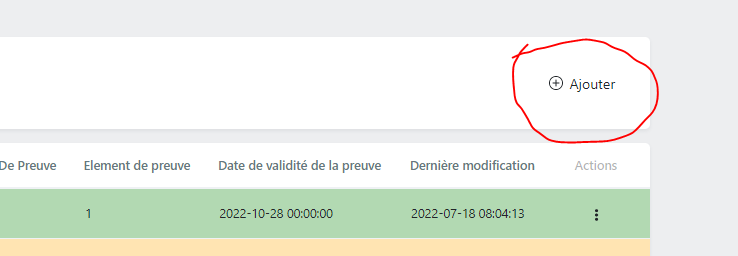 Ajouter
De Preuve Element de preuve Date de validité de la preuve Dernière modification Actions
1 2022-10-28 00:00:00 2022-07-18 08:04:13